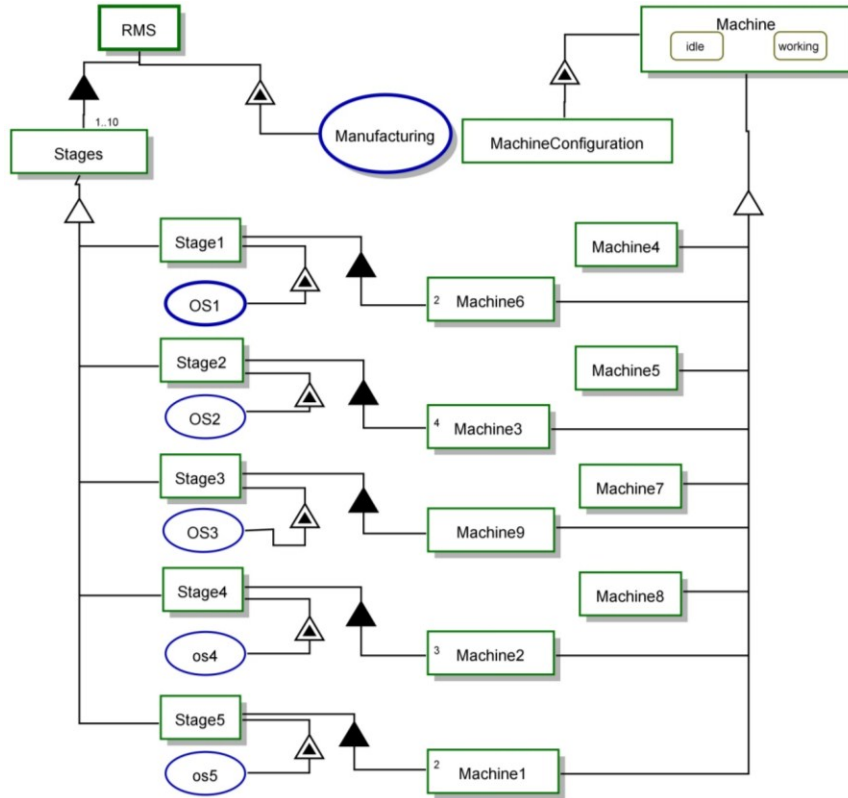 RMS
Machine
idle
working
1..10
Stages
Manufacturing
MachineConfiguration
Stage1
Machine4
OS1
2
Machine6
Stage2
Machine5
OS2
4
Machine3
Stage3
Machine7
OS3
Machine9
Stage4
Machine8
os4
3
Machine2
Stage5
os5
2
Machine1